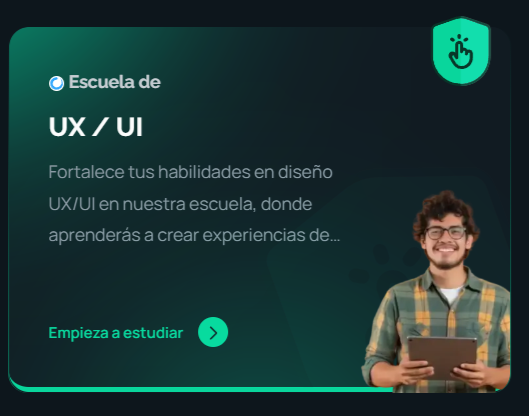 Escuela de
UX / UI
Fortalece tus habilidades en diseño
UX/UI en nuestra escuela, donde
aprenderás a crear experiencias de...
Empieza a estudiar